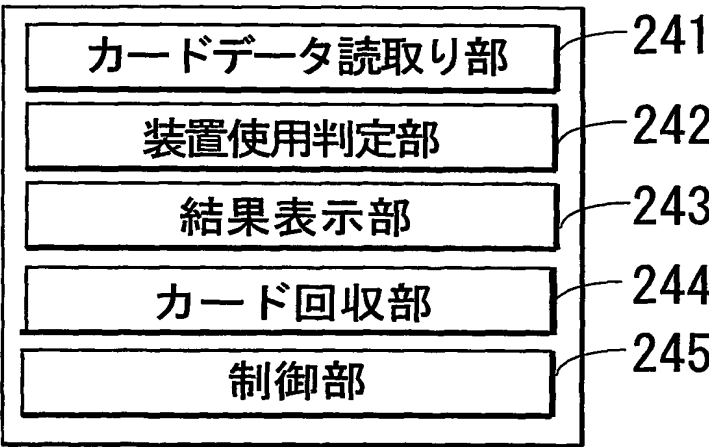 カードデータ読取り部 241
装置使用判定部 242
結果表示部 243
カード回収部 244
制御部 245